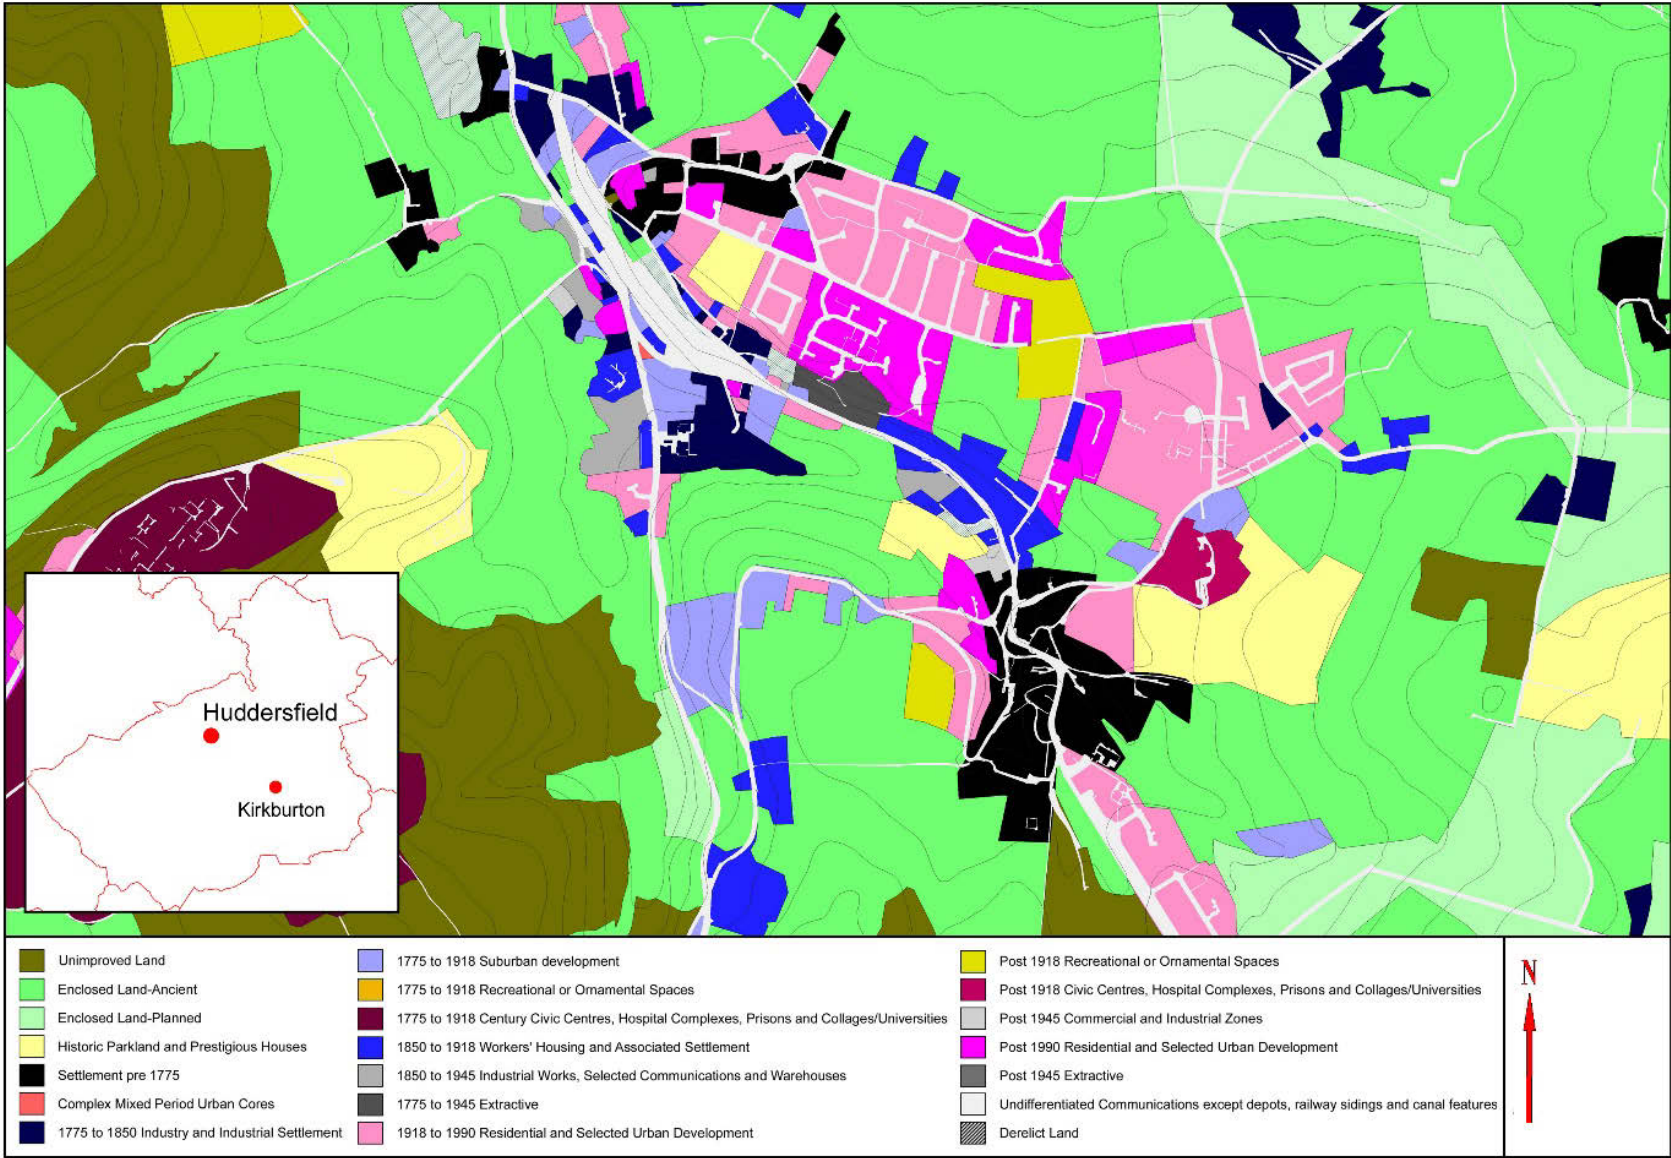 Huddersfield
Kirkburton
Unimproved Land
Enclosed Land-Ancient
Enclosed Land-Planned
Historic Parkland and Prestigious Houses
Settlement pre 1775
Complex Mixed Period Urban Cores
1775 to 1850 Industry and Industrial Settlement
1775 to 1918 Suburban development
1775 to 1918 Recreational or Ornamental Spaces
1775 to 1918 Century Civic Centres, Hospital Complexes, Prisons and Collages/Universities
1850 to 1918 Workers' Housing and Associated Settlement
1850 to 1945 Industrial Works, Selected Communications and Warehouses
1775 to 1945 Extractive
1918 to 1990 Residential and Selected Urban Development
Post 1918 Recreational or Ornamental Spaces
Post 1918 Civic Centres, Hospital Complexes, Prisons and Collages/Universities
Post 1945 Commercial and Industrial Zones
Post 1990 Residential and Selected Urban Development
Post 1945 Extractive
Undifferentiated Communications except depots, railway sidings and canal features
Derelict Land
N